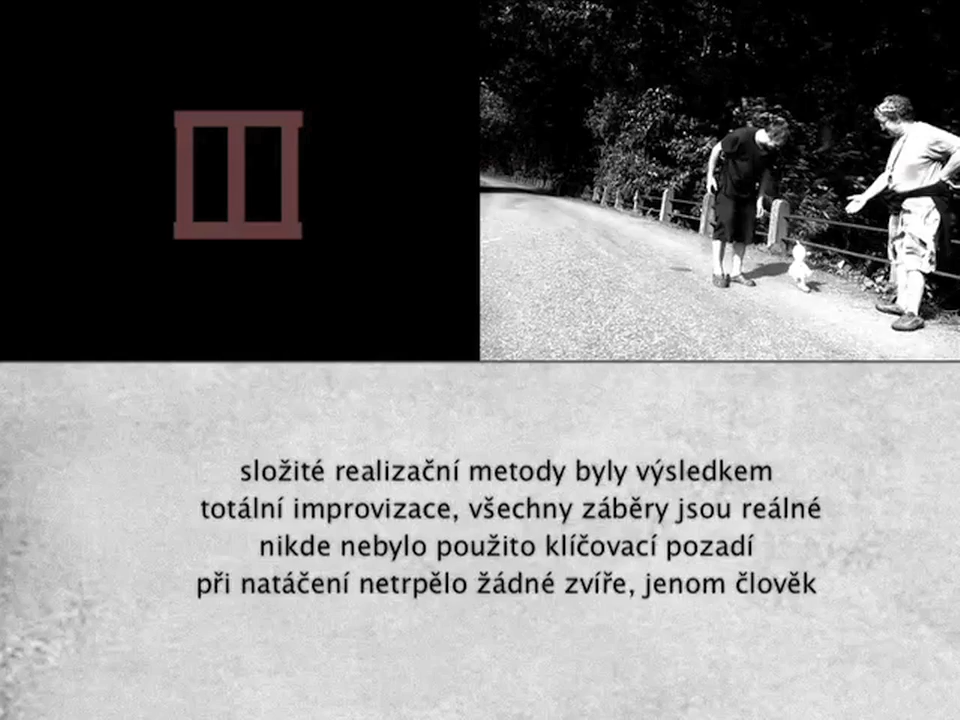 složité realizační metody byly výsledkem
totální improvizace, všechny záběry jsou reálné
nikde nebylo použito klíčovací pozadí
při natáčení netrpělo žádné zvíře, jenom člověk